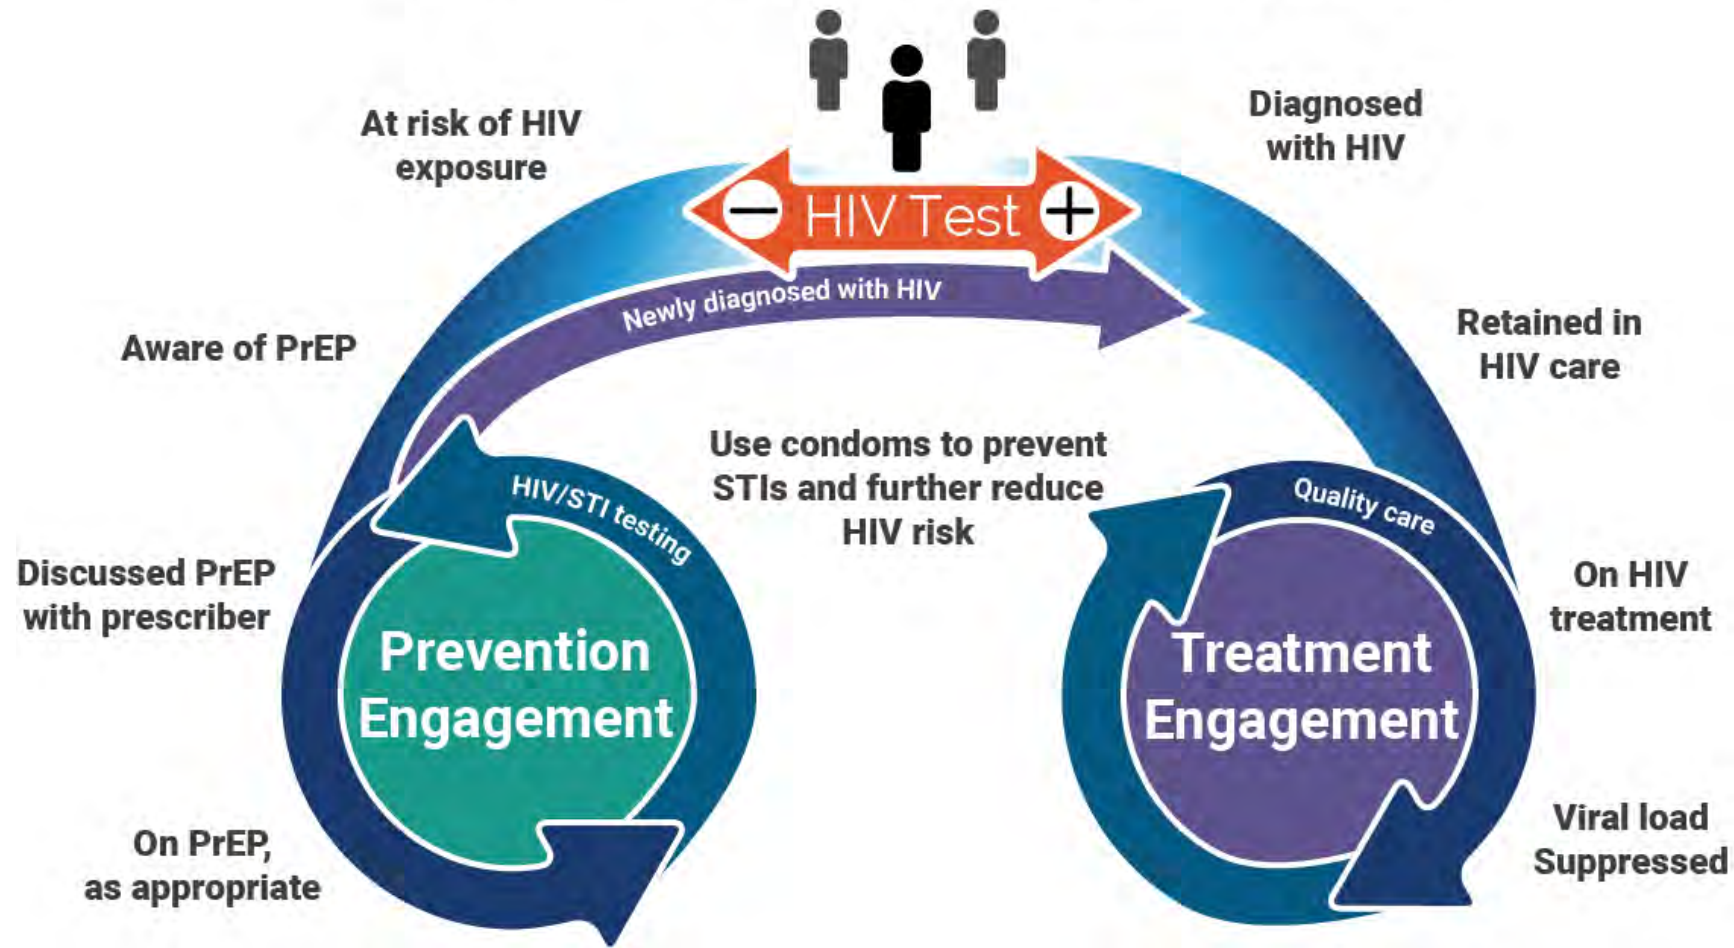 At risk of HIV
exposure
Diagnosed
with HIV
− HIV Test +
Newly diagnosed with HIV
Aware of PrEP
Retained in
HIV care
Use condoms to prevent
STIs and further reduce
HIV risk
HIV/STI testing
Quality care
Discussed PrEP
with prescriber
On HIV
treatment
Prevention
Engagement
Treatment
Engagement
On PrEP,
as appropriate
Viral load
Suppressed